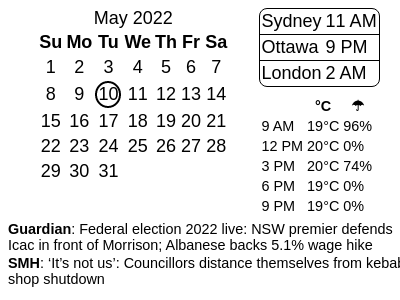 May 2022
Su Mo Tu We Th Fr Sa
1 2 3 4 5 6 7
8 9 10 11 12 13 14
15 16 17 18 19 20 21
22 23 24 25 26 27 28
29 30 31
Sydney 11 AM
Ottawa 9 PM
London 2 AM
°C ☂
9 AM 19°C 96%
12 PM 20°C 0%
3 PM 20°C 74%
6 PM 19°C 0%
9 PM 19°C 0%
Guardian: Federal election 2022 live: NSW premier defends
Icac in front of Morrison; Albanese backs 5.1% wage hike
SMH: ‘It’s not us’: Councillors distance themselves from kebab
shop shutdown